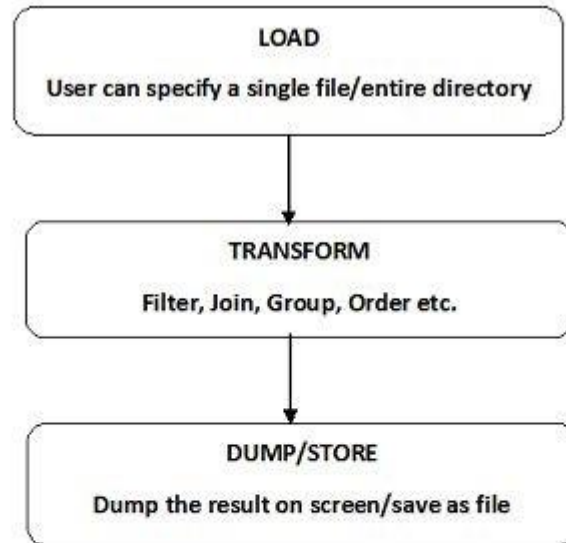 LOAD
User can specify a single file/entire directory
TRANSFORM
Filter, Join, Group, Order etc.
DUMP/STORE
Dump the result on screen/save as file